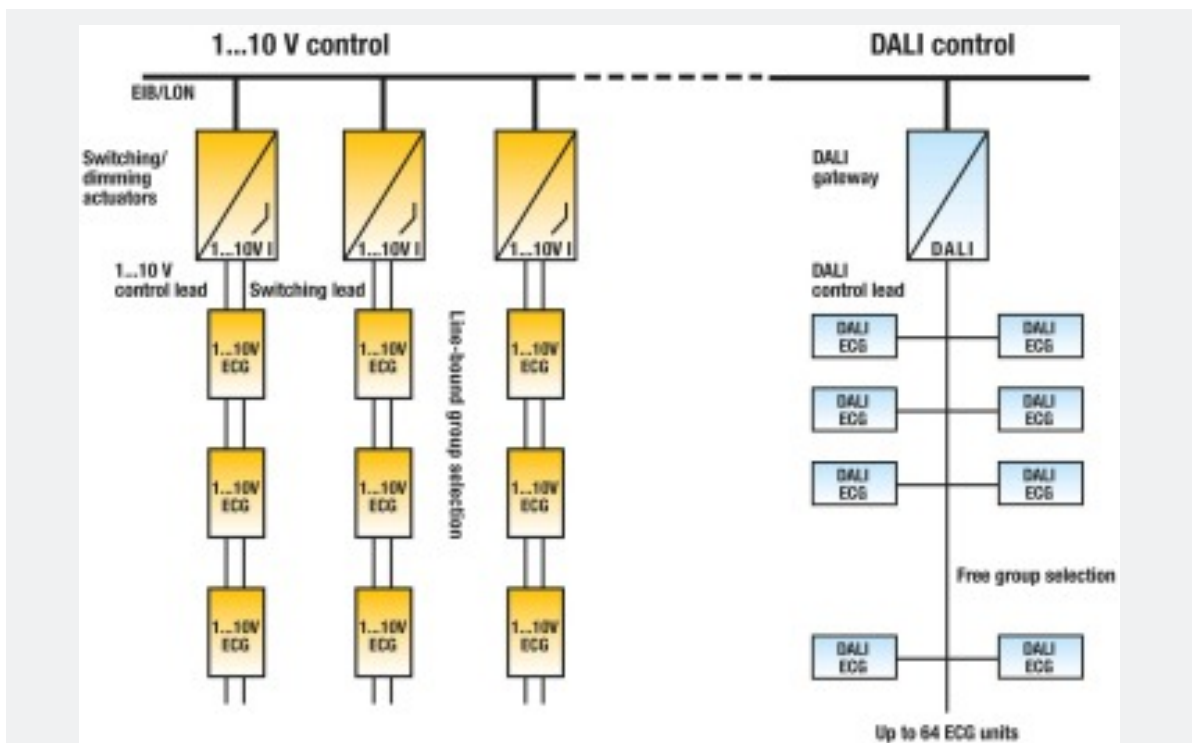 1...10 V control
DALI control
EIB/LON
Switching/
dimming
actuators
1...10V I
1...10V I
1...10V I
DALI
gateway
DALI
1...10 V
control lead
Switching lead
DALI
control lead
1...10V
ECG
1...10V
ECG
1...10V
ECG
Line-bound group selection
1...10V
ECG
1...10V
ECG
1...10V
ECG
1...10V
ECG
1...10V
ECG
1...10V
ECG
DALI
ECG
DALI
ECG
DALI
ECG
DALI
ECG
DALI
ECG
DALI
ECG
Free group selection
DALI
ECG
DALI
ECG
Up to 64 ECG units